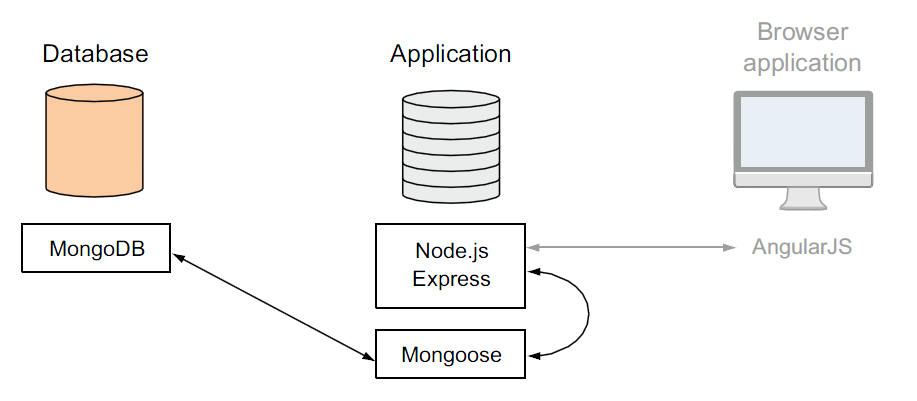 Database
Application
Browser
application
MongoDB
Node.js
Express
AngularJS
Mongoose